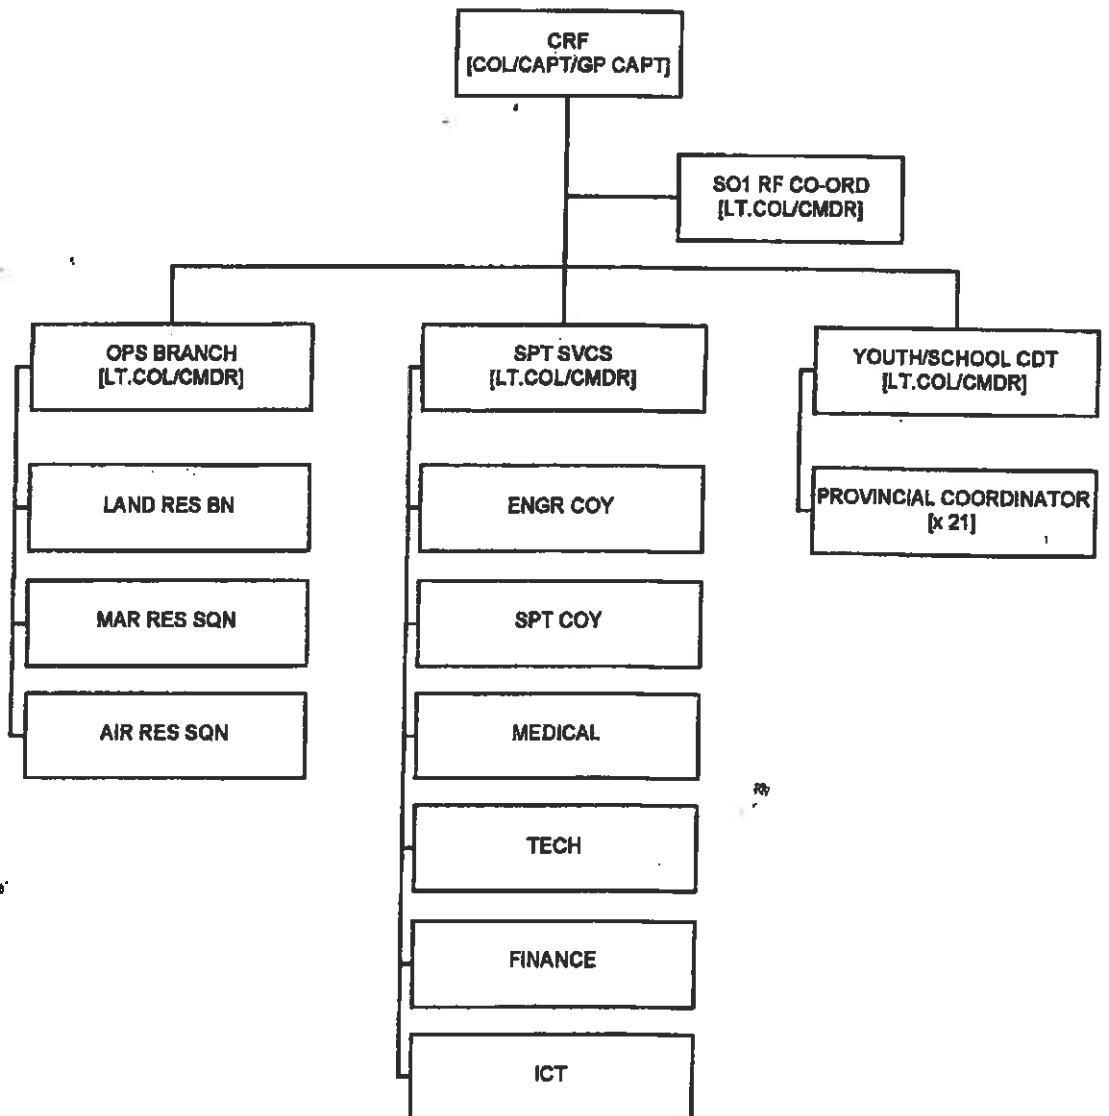 CRF
[COL/CAPT/GP CAPT]
SO1 RF CO-ORD
[LT.COL/CMDR]
OPS BRANCH
[LT.COL/CMDR]
SPT SVCS
[LT.COL/CMDR]
YOUTH/SCHOOL CDT
[LT.COL/CMDR]
LAND RES BN
MAR RES SQN
AIR RES SQN
ENGR COY
SPT COY
MEDICAL
TECH
FINANCE
ICT
PROVINCIAL COORDINATOR
[x 21]